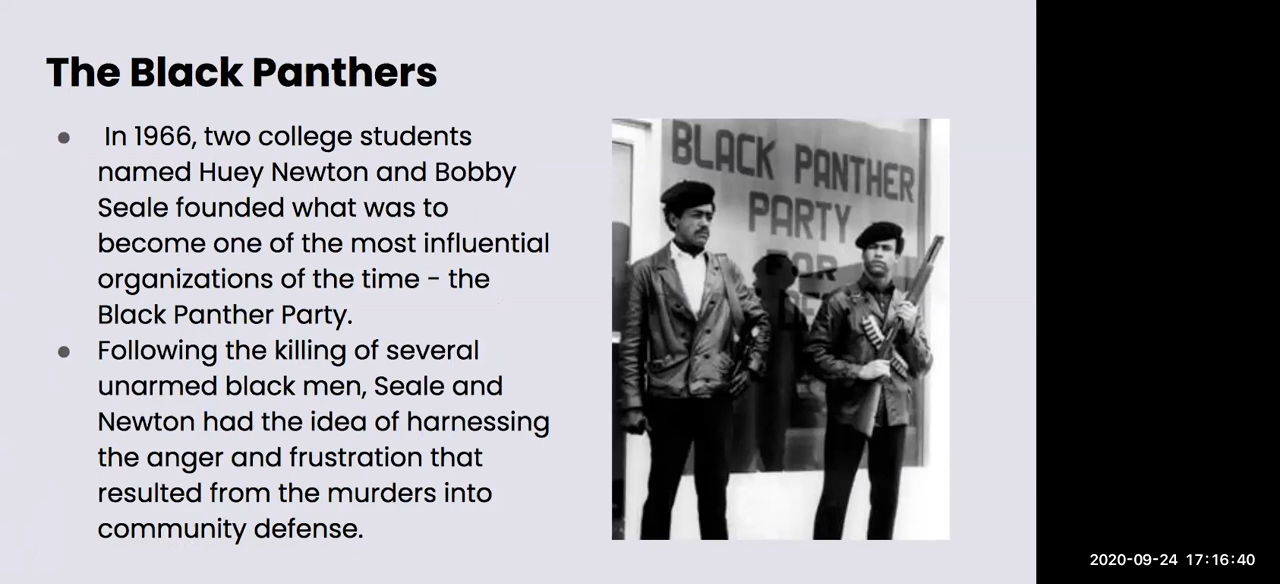 The Black Panthers
● In 1966, two college students
named Huey Newton and Bobby
Seale founded what was to
become one of the most influential
organizations of the time - the
Black Panther Party.
● Following the killing of several
unarmed black men, Seale and
Newton had the idea of harnessing
the anger and frustration that
resulted from the murders into
community defense.
BLACK PANTHER
PARTY
FOR
2020-09-24 17:16:40